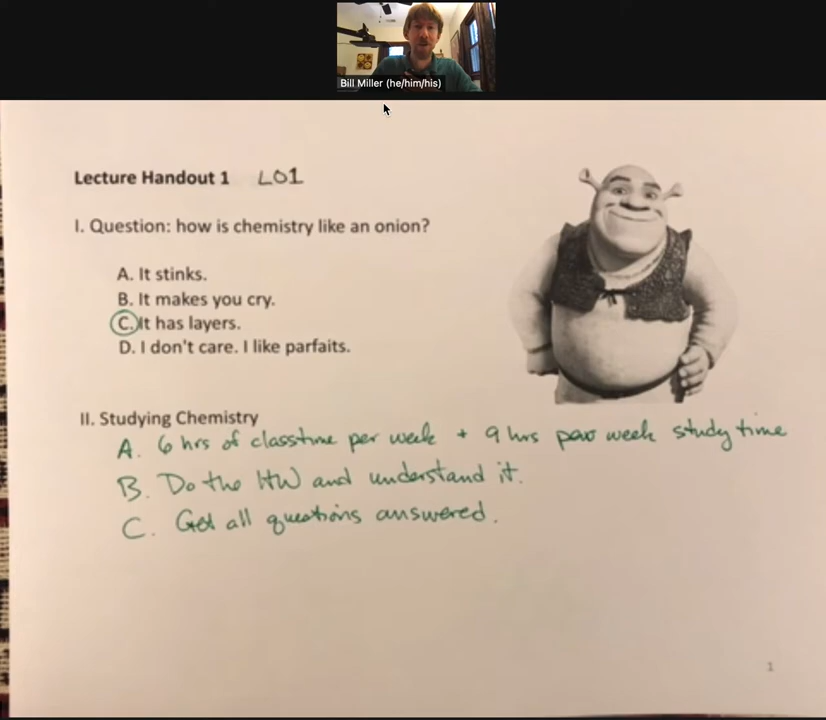 Bill Miller (he/him/his)
Lecture Handout 1 L01
I. Question: how is chemistry like an onion?
A. It stinks.
B. It makes you cry.
C. It has layers.
D. I don't care. I like parfaits.
II. Studying Chemistry
A. 6 hrs of classtime per week + 9 hrs per week study time
B. Do the HW and understand it.
C. Get all questions answered.
1